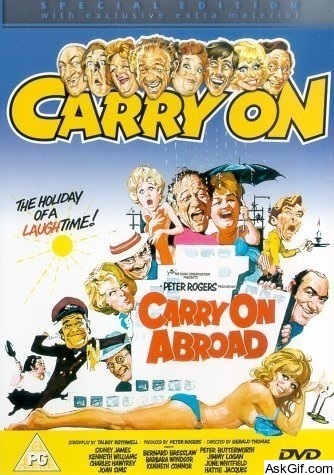 SPECIAL EDITION
with exclusive extra material
CARRY ON
THE HOLIDAY
OF A
LAUGHTIME!
THE RANK ORGANISATION
PRESENTS
A
PETER ROGERS
PRODUCTION
CARRY ON
ABROAD
SCREENPLAY BY TALBOT ROTHWELL • PRODUCED BY PETER ROGERS • DIRECTED BY GERALD THOMAS
SIDNEY JAMES
KENNETH WILLIAMS
CHARLES HAWTREY
JOAN SIMS
BERNARD BRESSLAW
BARBARA WINDSOR
KENNETH CONNOR
PETER BUTTERWORTH
JIMMY LOGAN
JUNE WHITFIELD
HATTIE JACQUES
PG
DVD
AskGif.com